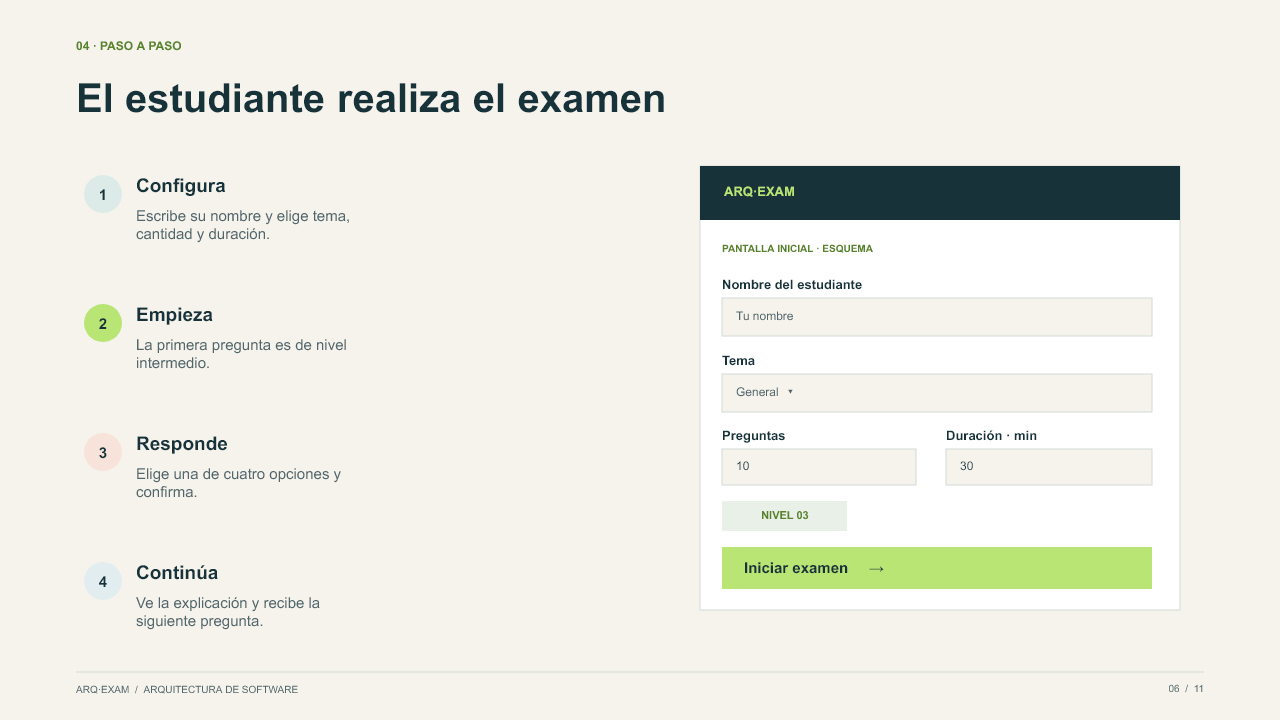 04 · PASO A PASO
El estudiante realiza el examen
1
Configura
Escribe su nombre y elige tema,
cantidad y duración.
2
Empieza
La primera pregunta es de nivel
intermedio.
3
Responde
Elige una de cuatro opciones y
confirma.
4
Continúa
Ve la explicación y recibe la
siguiente pregunta.
ARQ·EXAM
PANTALLA INICIAL · ESQUEMA
Nombre del estudiante
Tu nombre
Tema
General ▾
Preguntas
Duración · min
10
30
NIVEL 03
Iniciar examen →
ARQ·EXAM / ARQUITECTURA DE SOFTWARE
06 / 11